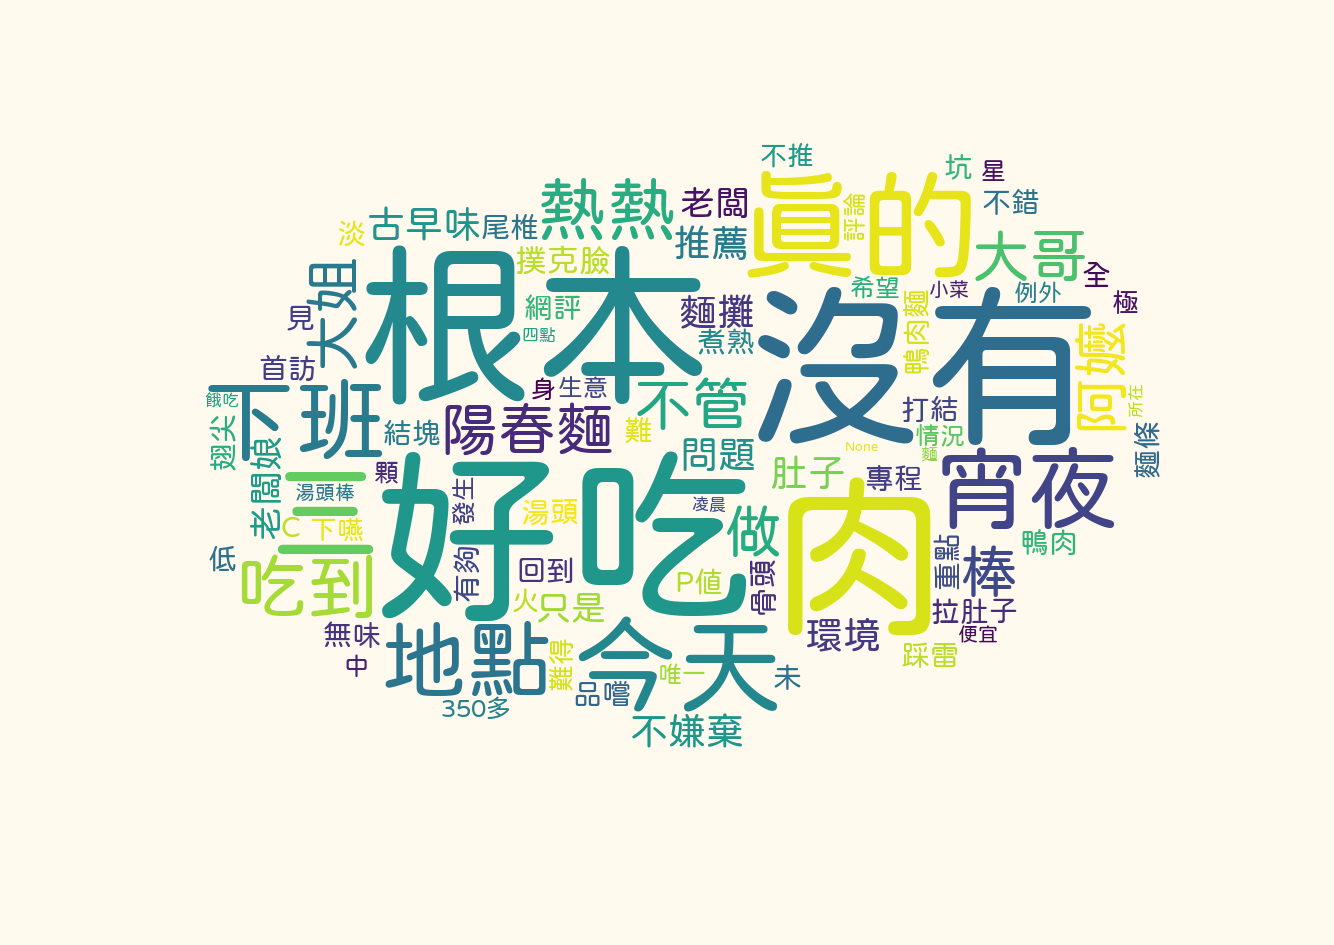 不推
坑
星
真的
評論
不錯
熱熱
老闆
推薦
古早味
尾椎
淡
大哥
全
極
根本
撲克臉
網評
四點
麵攤
煮熟
希望
小菜
例外
大姐
見
首訪
沒有
鴨肉麵
阿嬤
所在
下班
餓吃
翅尖
老闆娘
結塊
陽春麵
身
生意
不管
難
問題
打結
情況
麵
None
麵條
宵夜
三
湯頭棒
C
下嚥
顆
發生
好吃
湯頭
凌晨
肚子
專程
肉
做
鴨肉
重點
棒
低
吃到
有夠
回到
火
只是
P值
骨頭
拉肚子
便宜
環境
踩雷
無味
中
地點
難得
今天
品嚐
唯一
未
350多
不嫌棄